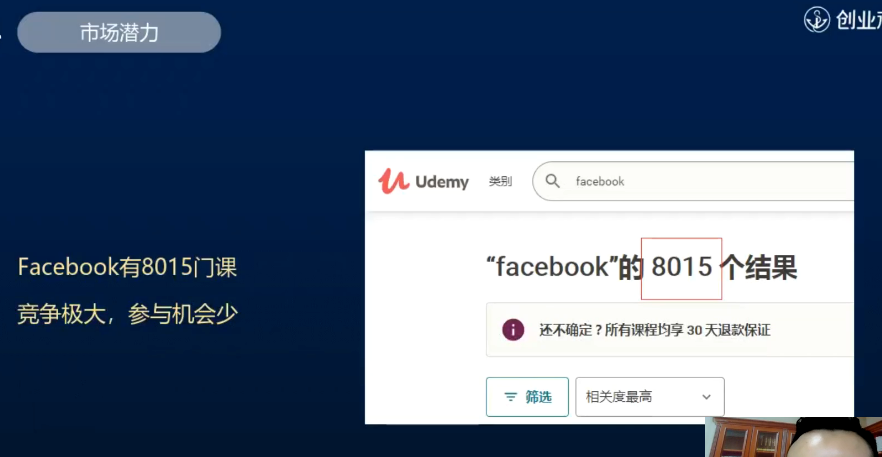 市场潜力
创业
Udemy
类别
facebook
Facebook有8015门课
竞争极大，参与机会少
“facebook”的 8015 个结果
还不确定？所有课程均享 30 天退款保证
筛选
相关度最高